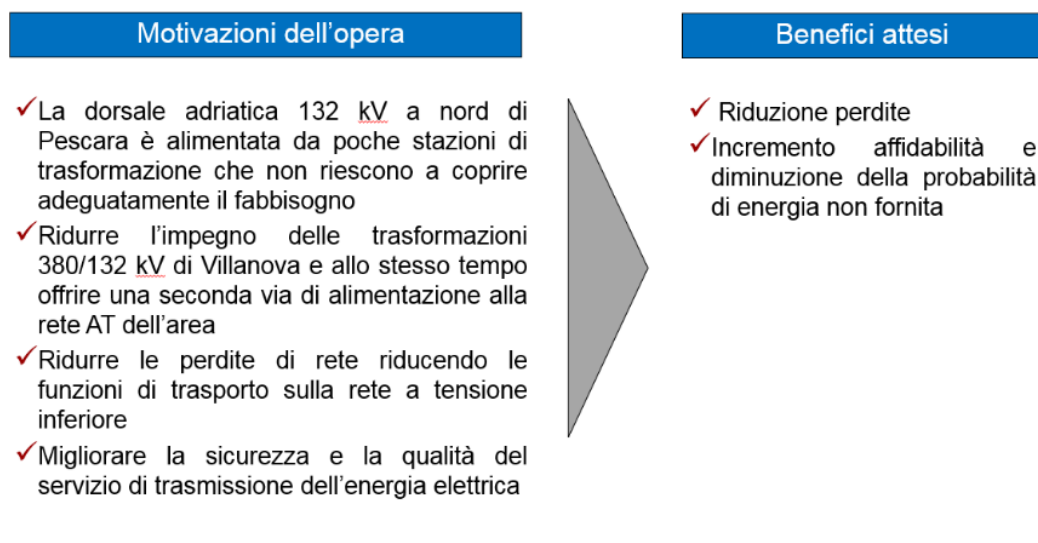 Motivazioni dell'opera
La dorsale adriatica 132 kV a nord di
Pescara è alimentata da poche stazioni di
trasformazione che non riescono a coprire
adeguatamente il fabbisogno
Ridurre l'impegno delle trasformazioni
380/132 kV di Villanova e allo stesso tempo
offrire una seconda via di alimentazione alla
rete AT dell'area
Ridurre le perdite di rete riducendo le
funzioni di trasporto sulla rete a tensione
inferiore
Migliorare la sicurezza e la qualità del
servizio di trasmissione dell'energia elettrica
Benefici attesi
Riduzione perdite
Incremento affidabilità e
diminuzione della probabilità
di energia non fornita